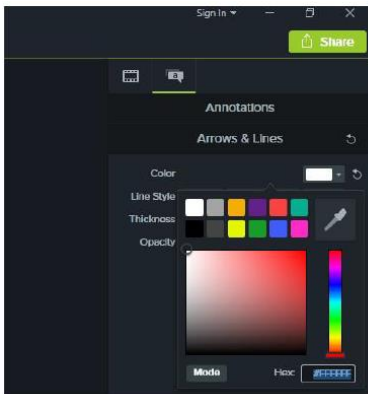 Sign In
Share
a
Annotations
Arrows & Lines
Color
Line Style
Thickness
Opacity
Mode Hex: #FFFFFF